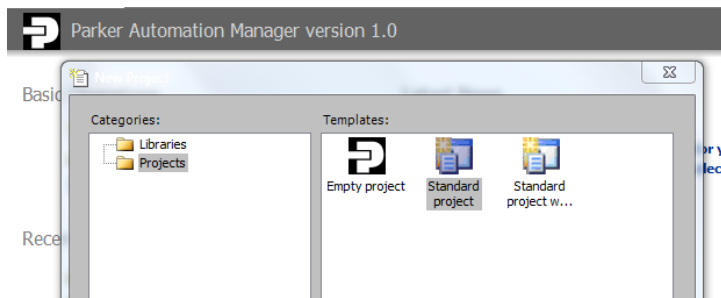 Parker Automation Manager version 1.0
New Project
Basic
Categories:
Templates:
Libraries
Projects
Empty project
Standard
project
Standard
project w...
Rece